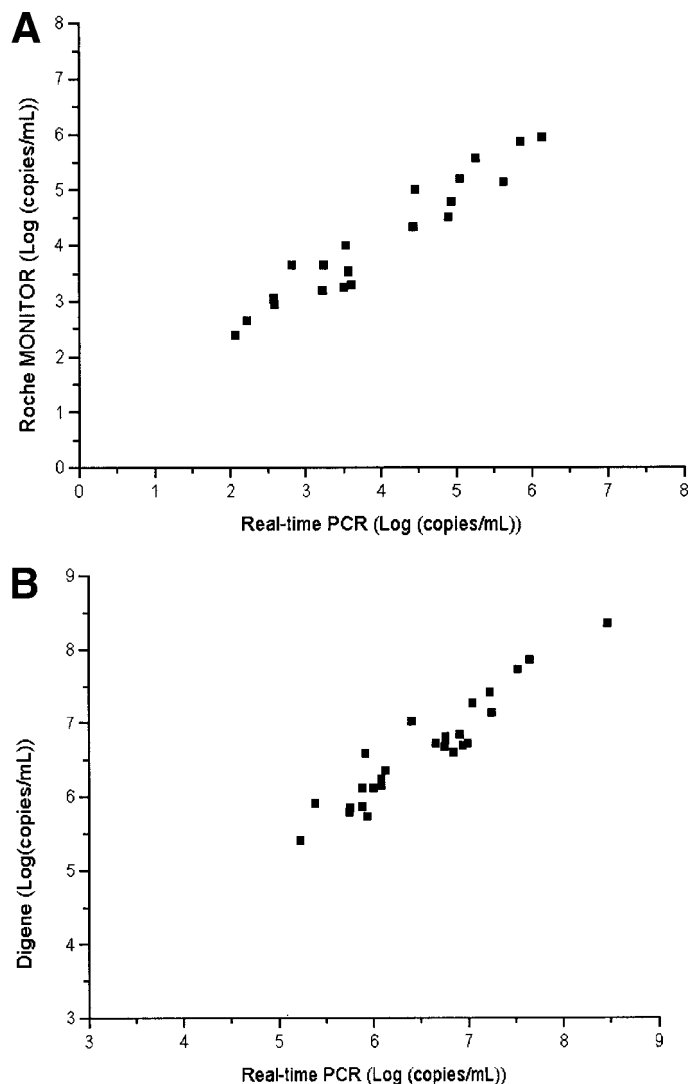 A
8
7
6
5
4
3
2
1
0
Roche MONITOR (Log (copies/mL))
0 1 2 3 4 5 6 7 8
Real-time PCR (Log (copies/mL))
B
9
8
7
6
5
4
3
Digene (Log(copies/mL))
3 4 5 6 7 8 9
Real-time PCR (Log (copies/mL))